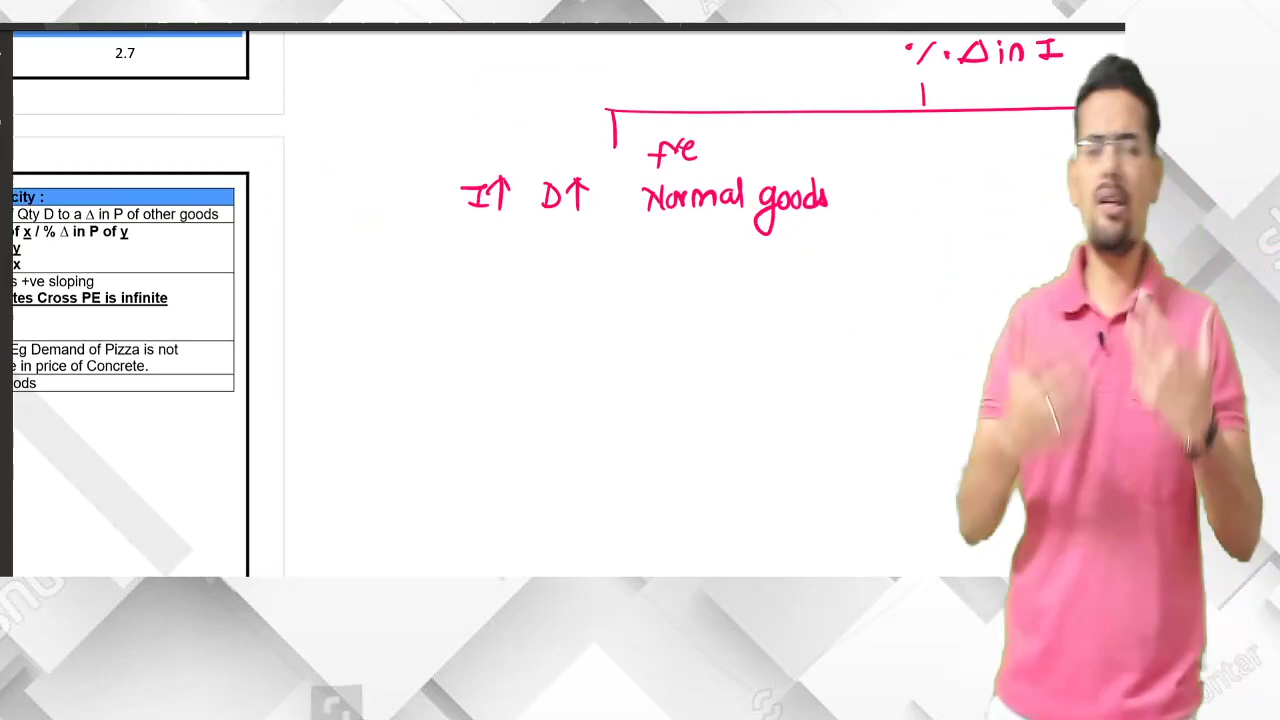 2.7
% Δ in I
+ve
I↑ D↑ Normal goods
city :
Qty D to a Δ in P of other goods
of x / % Δ in P of y
y
x
s +ve sloping
tes Cross PE is infinite
Eg Demand of Pizza is not
e in price of Concrete.
ods